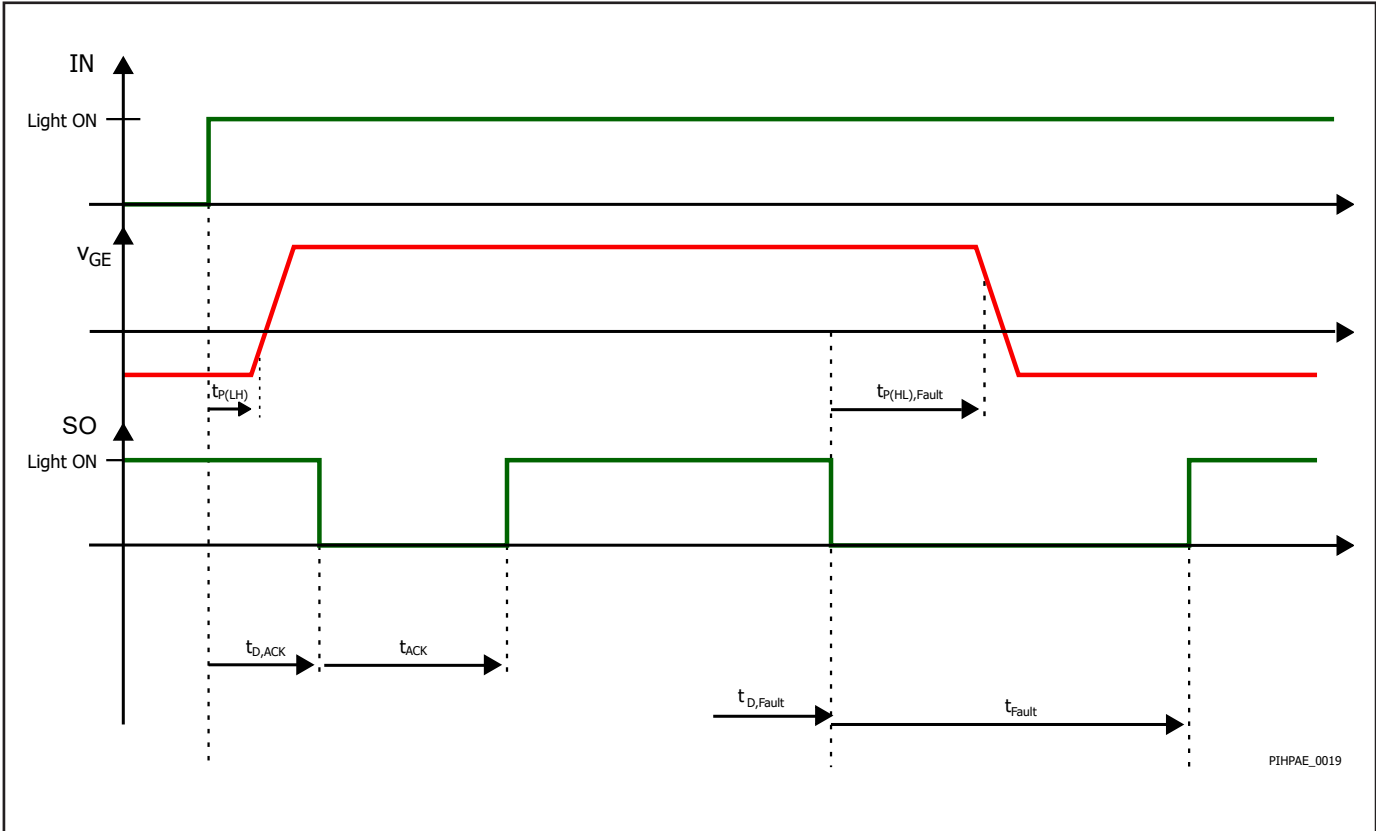 IN
Light ON
vGE
tP(LH)
tP(HL),Fault
SO
Light ON
tD,ACK
tACK
t D,Fault
tFault
PIHPAE_0019